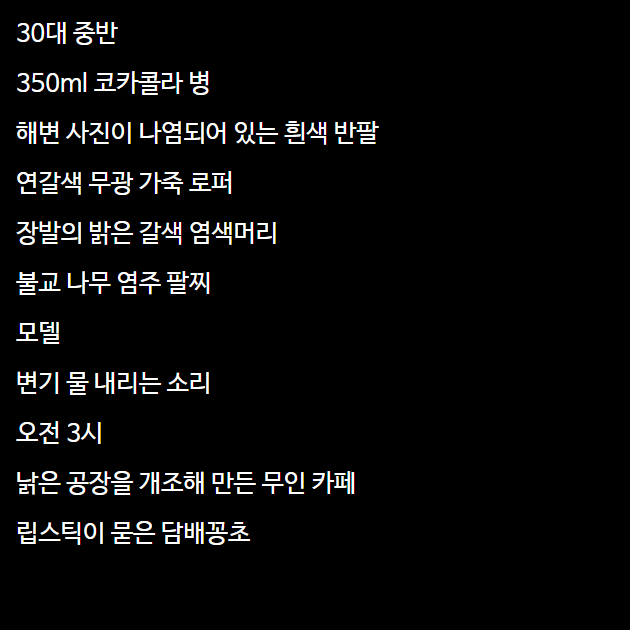 30대 중반
350ml 코카콜라 병
해변 사진이 나염되어 있는 흰색 반팔
연갈색 무광 가죽 로퍼
장발의 밝은 갈색 염색머리
불교 나무 염주 팔찌
모델
변기 물 내리는 소리
오전 3시
낡은 공장을 개조해 만든 무인 카페
립스틱이 묻은 담배꽁초